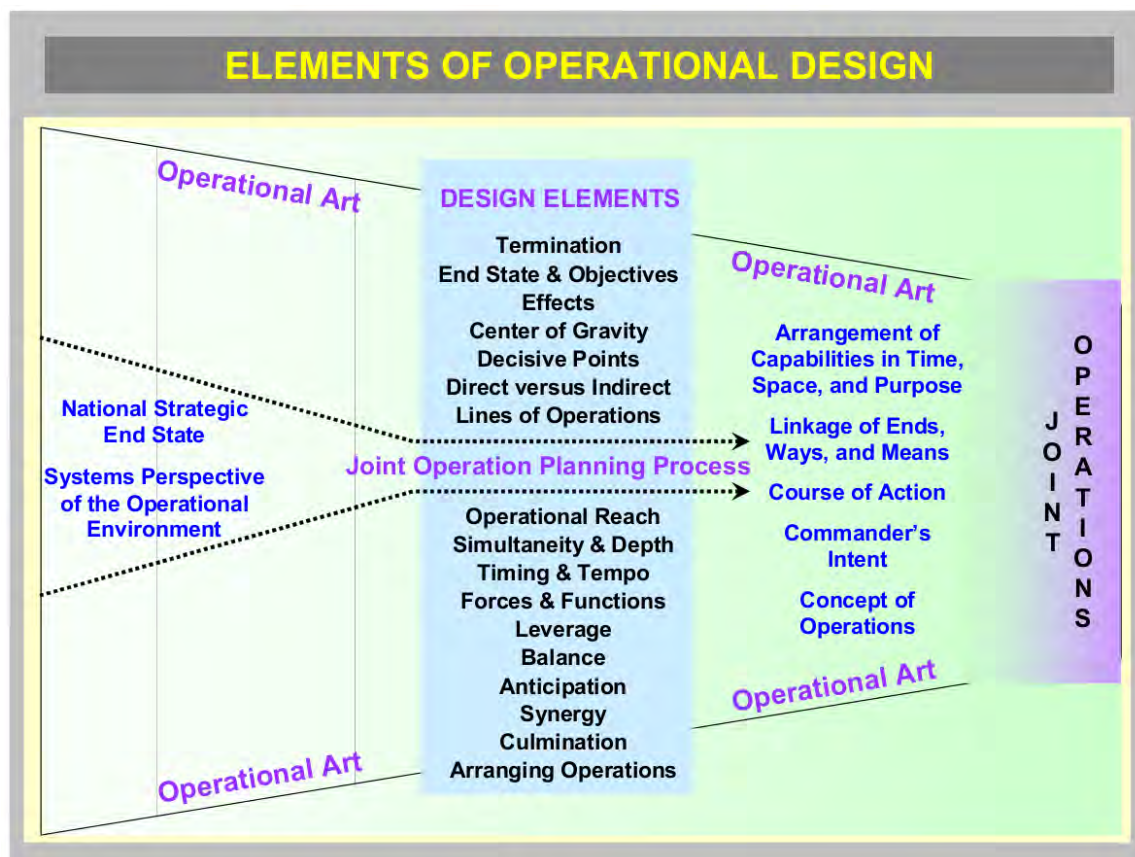 ELEMENTS OF OPERATIONAL DESIGN
Operational Art
National Strategic
End State
Systems Perspective
of the Operational
Environment
Operational Art
DESIGN ELEMENTS
Termination
End State & Objectives
Effects
Center of Gravity
Decisive Points
Direct versus Indirect
Lines of Operations
Joint Operation Planning Process
Operational Reach
Simultaneity & Depth
Timing & Tempo
Forces & Functions
Leverage
Balance
Anticipation
Synergy
Culmination
Arranging Operations
Operational Art
Arrangement of
Capabilities in Time,
Space, and Purpose
Linkage of Ends,
Ways, and Means
Course of Action
Commander's
Intent
Concept of
Operations
Operational Art
JOINT
OPERATIONS